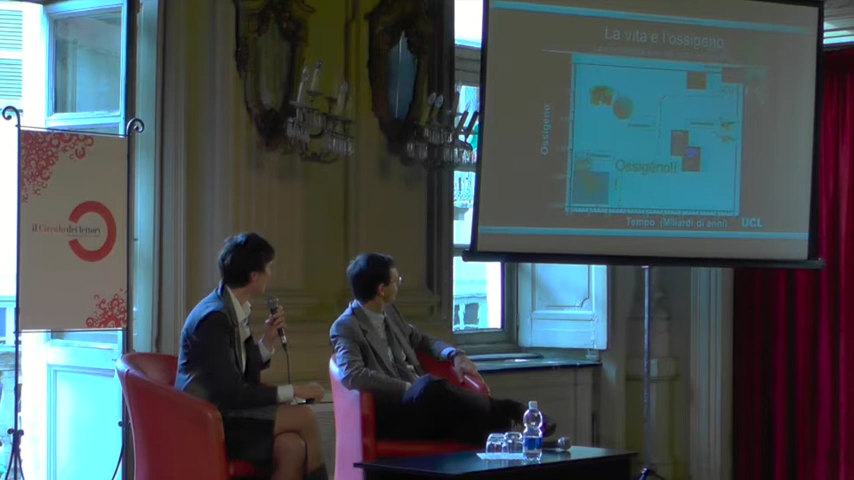 La vita e l'ossigeno
Ossigeno
Ossigeno!!
Tempo (Miliardi di anni)
UCL
il Circolo dei lettori